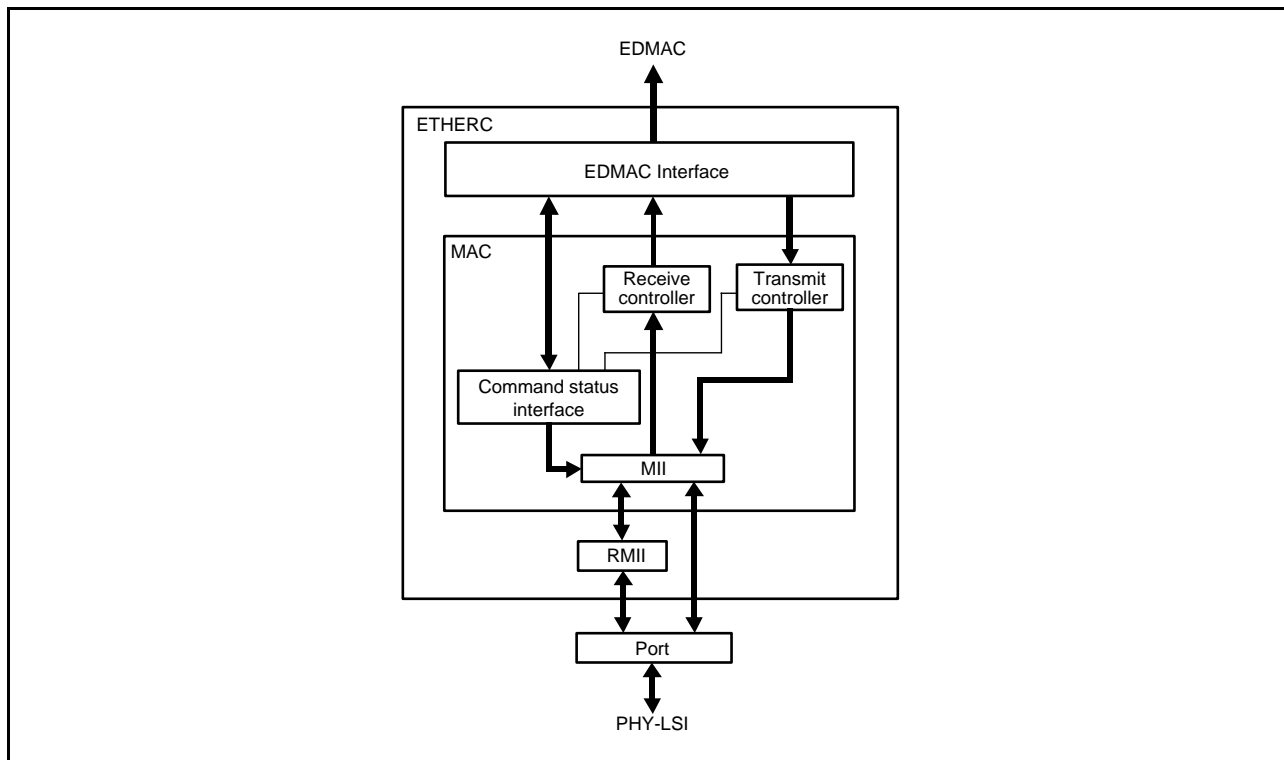 EDMAC
ETHERC
EDMAC Interface
MAC
Receive
controller
Transmit
controller
Command status
interface
MII
RMII
Port
PHY-LSI